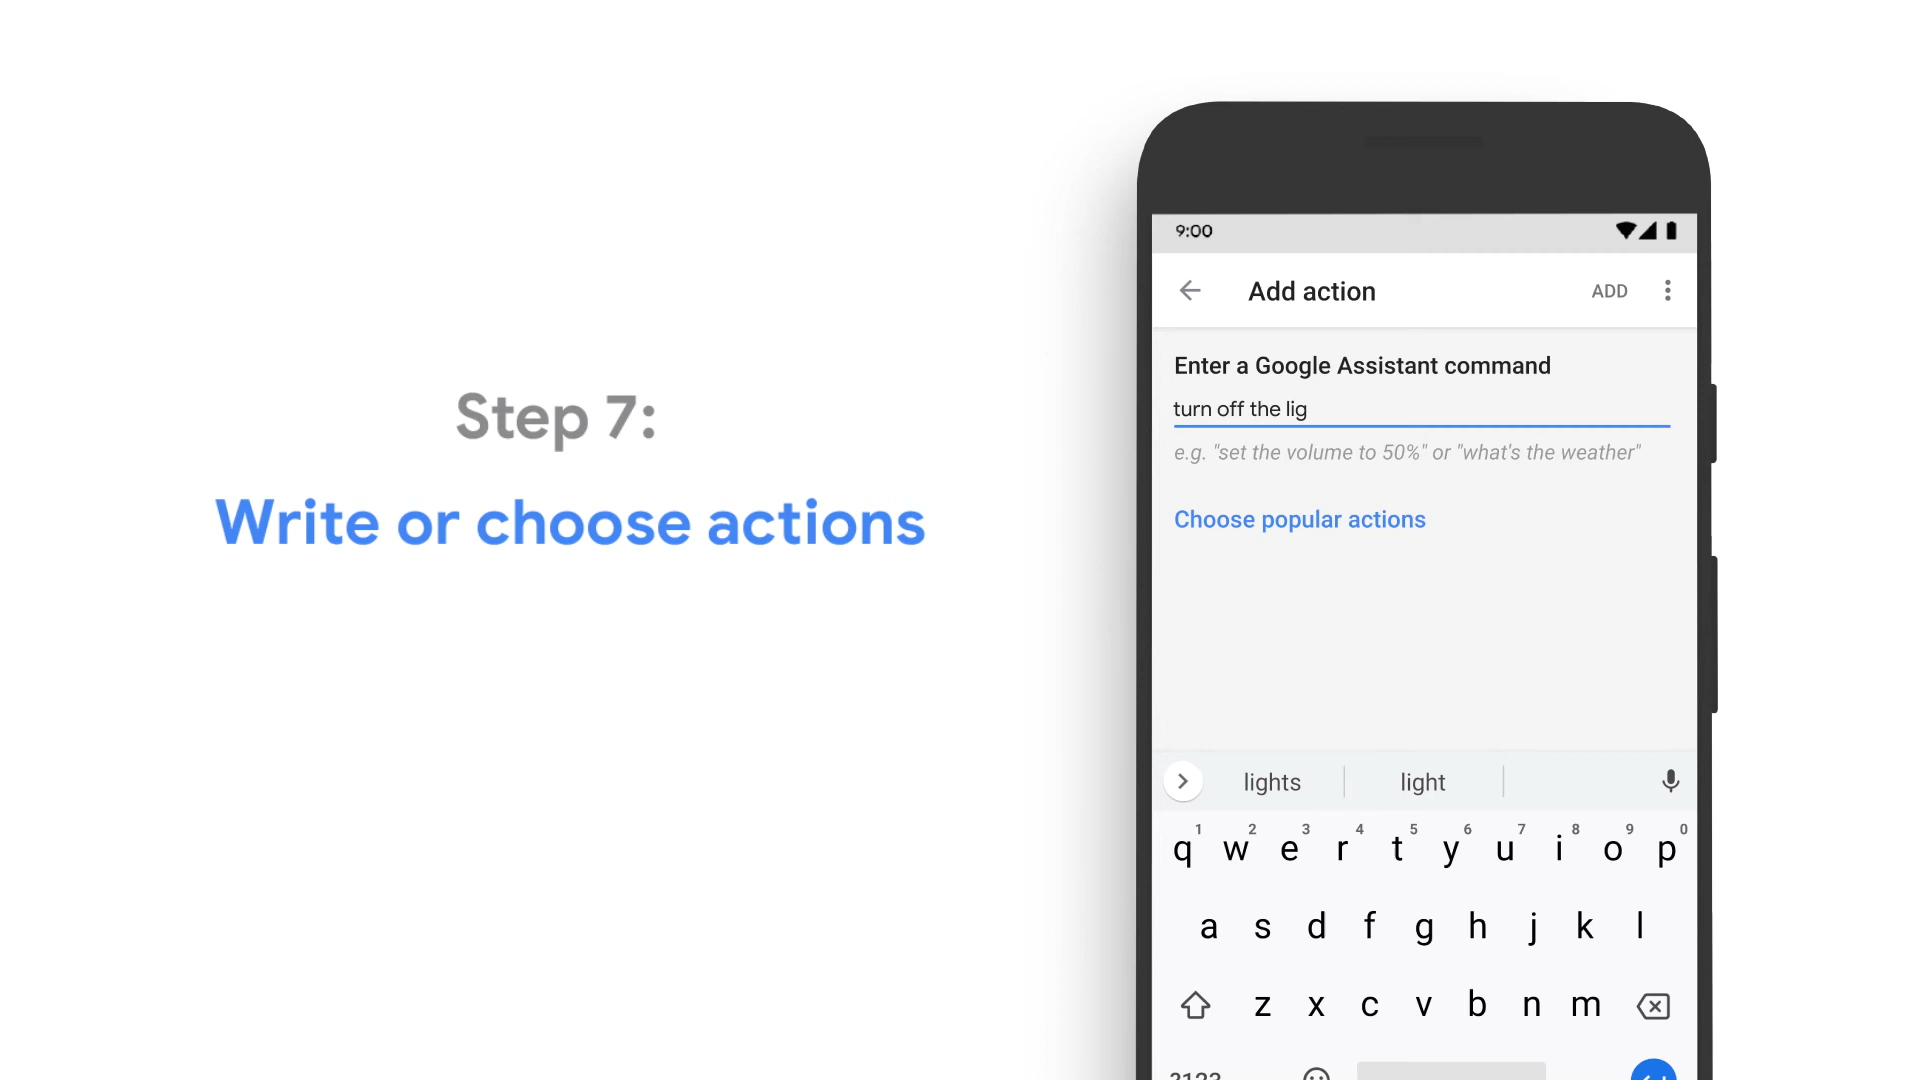 Step 7:
Write or choose actions
9:00
Add action
ADD
Enter a Google Assistant command
turn off the lig
e.g. "set the volume to 50%" or "what's the weather"
Choose popular actions
lights
light
1 2 3 4 5 6 7 8 9 0
q w e r t y u i o p
a s d f g h j k l
z x c v b n m